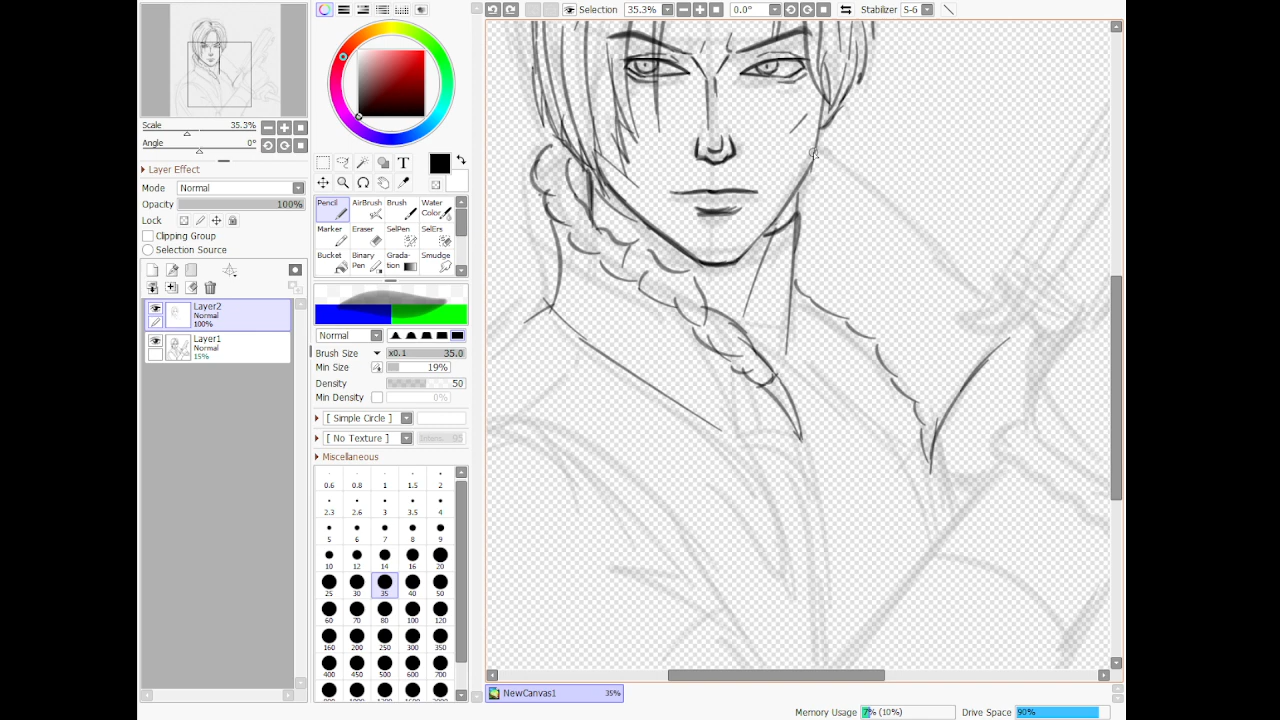 Selection 35.3% 0.0° Stabilizer S-6
Scale 35.3%
Angle 0°
Layer Effect
Mode Normal
Opacity 100%
Lock
Clipping Group
Selection Source
Layer2
Normal
100%
Layer1
Normal
15%
T
Pencil AirBrush Brush Water Color
Marker Eraser SelPen SelErs
Bucket Binary Pen Grada-tion Smudge
Normal
Brush Size x0.1 35.0
Min Size 19%
Density 50
Min Density 0%
[ Simple Circle ]
[ No Texture ] 95
Miscellaneous
0.6 0.8 1 1.5 2
2.3 2.6 3 3.5 4
5 6 7 8 9
10 12 14 16 20
25 30 35 40 50
60 70 80 100 120
160 200 250 300 350
400 450 500 600 700
NewCanvas1 35%
Memory Usage 7% (10%) Drive Space 90%